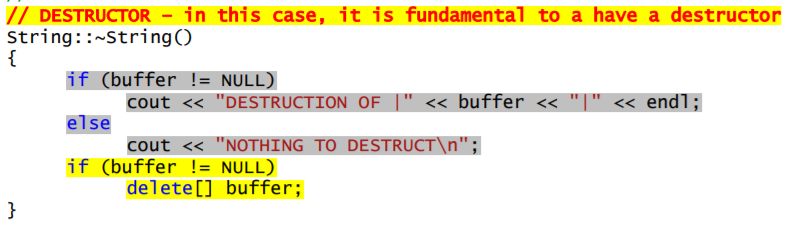 // DESTRUCTOR – in this case, it is fundamental to a have a destructor
String::~String()
{
if (buffer != NULL)
cout << "DESTRUCTION OF |" << buffer << "|" << endl;
else
cout << "NOTHING TO DESTRUCT\n";
if (buffer != NULL)
delete[] buffer;
}